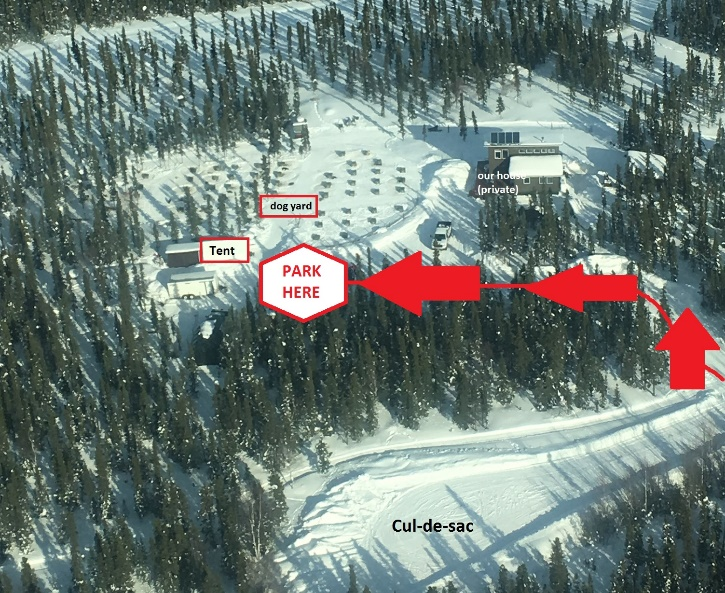 our house
(private)
dog yard
Tent
PARK
HERE
Cul-de-sac